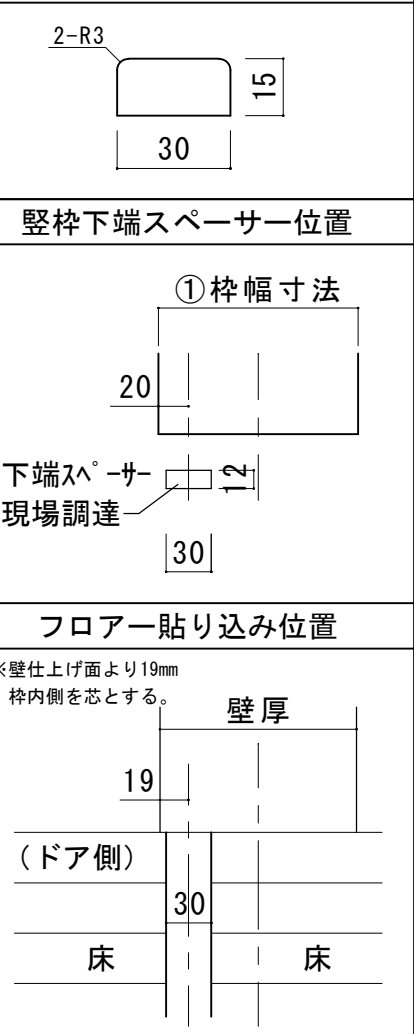 2-R3
15
30
竪枠下端スペーサー位置
①枠幅寸法
20
下端ｽﾍﾟｰｻｰ
現場調達
12
30
フロアー貼り込み位置
※壁仕上げ面より19mm
枠内側を芯とする。
壁厚
19
(ドア側)
30
床
床